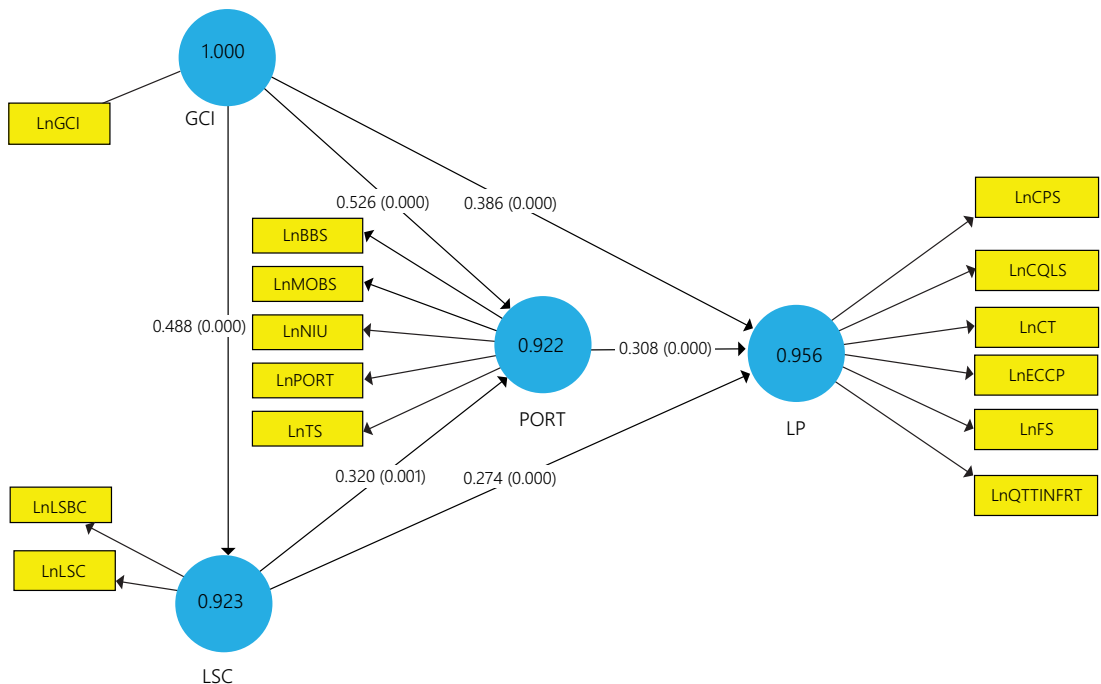 1.000
LnGCI
GCI
0.526 (0.000)
0.386 (0.000)
LnCPS
LnBBS
LnCQLS
LnMOBS
LnNIU
0.488 (0.000)
LnCT
0.922
0.308 (0.000)
0.956
LnPORT
LnECCP
PORT
LP
LnTS
LnFS
0.320 (0.001)
0.274 (0.000)
LnQTTINFRT
LnLSBC
LnLSC
0.923
LSC